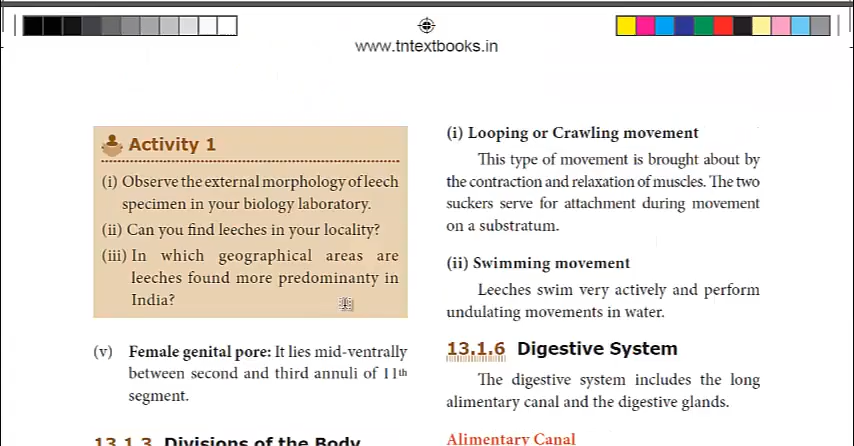 www.tntextbooks.in
Activity 1
(i) Observe the external morphology of leech
specimen in your biology laboratory.
(ii) Can you find leeches in your locality?
(iii) In which geographical areas are
leeches found more predominanty in
India?
(v) Female genital pore: It lies mid-ventrally
between second and third annuli of 11th
segment.
13.1.3 Divisions of the Body
(i) Looping or Crawling movement
This type of movement is brought about by
the contraction and relaxation of muscles. The two
suckers serve for attachment during movement
on a substratum.
(ii) Swimming movement
Leeches swim very actively and perform
undulating movements in water.
13.1.6 Digestive System
The digestive system includes the long
alimentary canal and the digestive glands.
Alimentary Canal